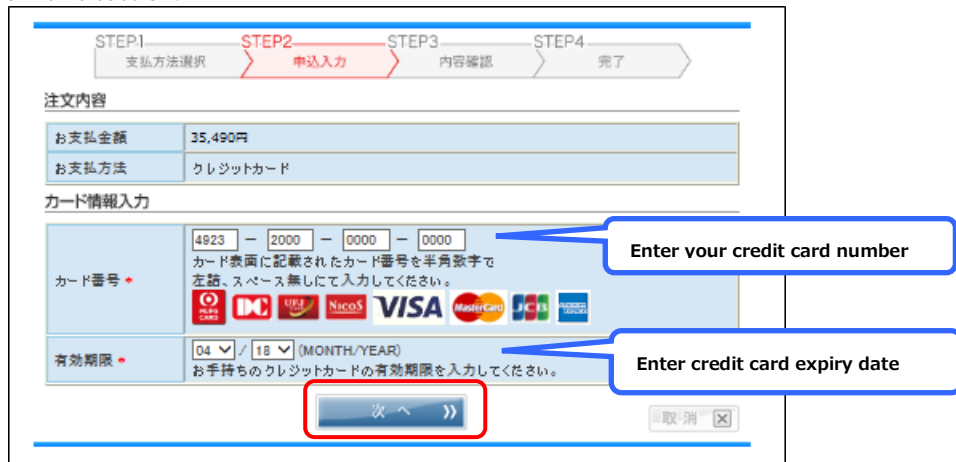 STEP1 STEP2 STEP3 STEP4
支払方法選択 申込入力 内容確認 完了
注文内容
お支払金額 35,490円
お支払方法 クレジットカード
カード情報入力
カード番号 * 4923 - 2000 - 0000 - 0000
カード表面に記載されたカード番号を半角数字で
左詰、スペース無しにて入力してください。
MUFG CARD DC UFJ NICOS VISA MasterCard JCB
Enter your credit card number
有効期限 * 04 / 18 (MONTH/YEAR)
お手持ちのクレジットカードの有効期限を入力してください。
Enter credit card expiry date
次へ »
取消 ×